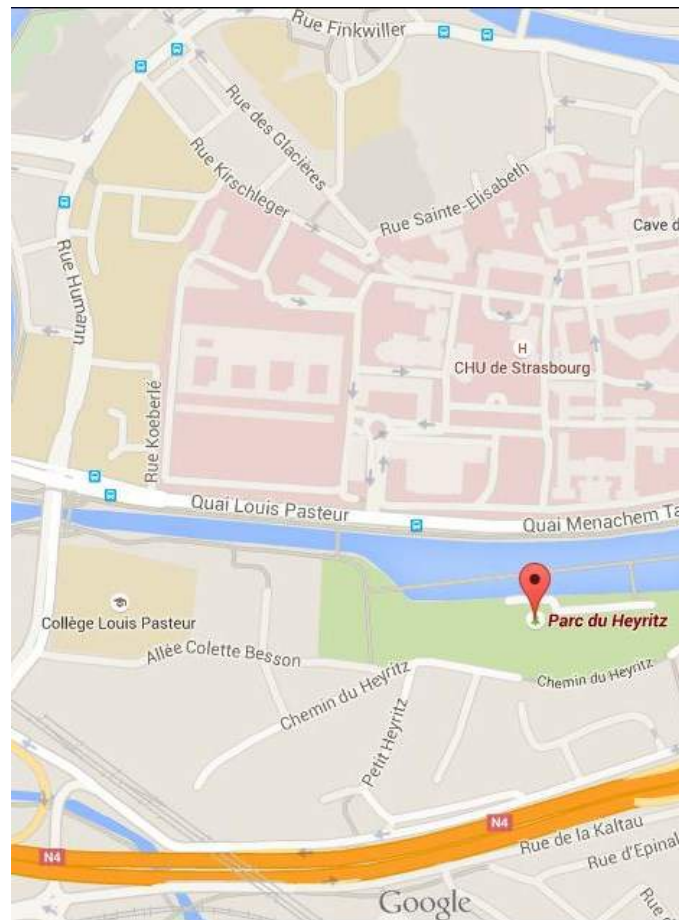 Rue Finkwiller
Rue des Glacières
Rue Kirschleger
Rue Sainte-Elisabeth
Cave d
Rue Humann
H
CHU de Strasbourg
Rue Koeberlé
Quai Louis Pasteur
Quai Menachem Ta
Collège Louis Pasteur
Parc du Heyritz
Allée Colette Besson
Chemin du Heyritz
Chemin du Heyritz
Petit Heyritz
N4
Rue de la Kaltau
N4
Rue d'Epinal
Rue
Google